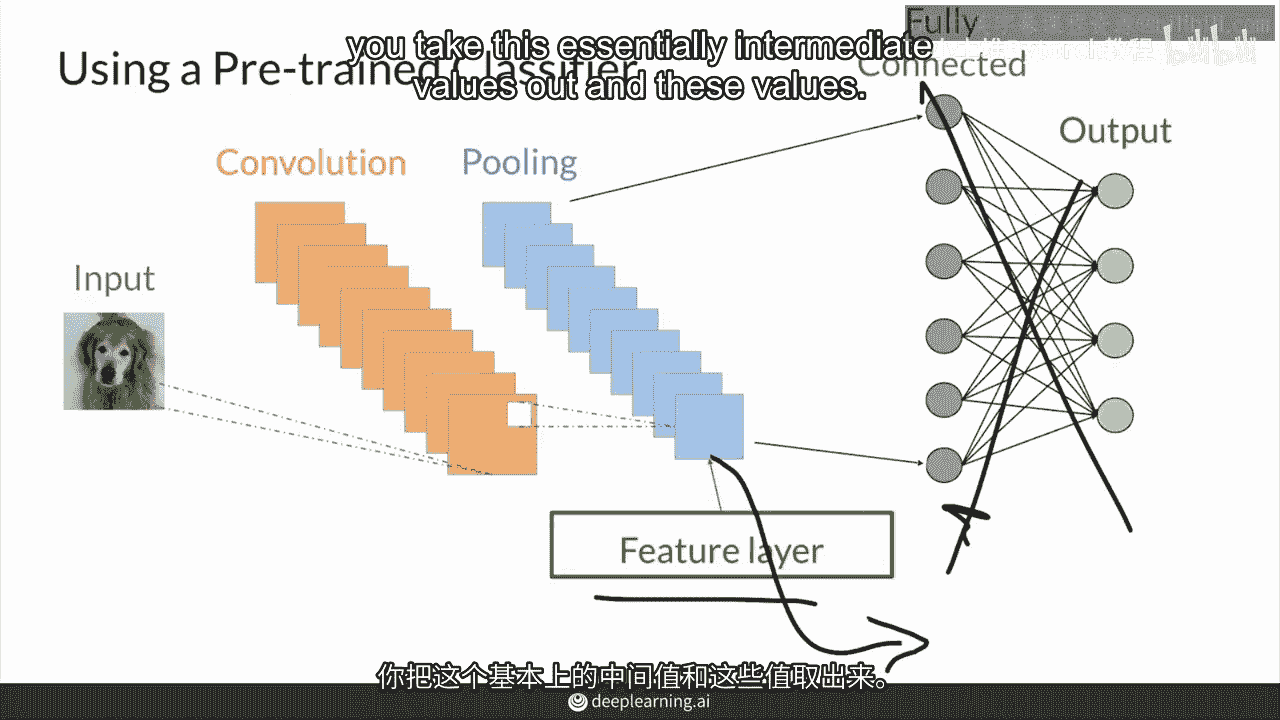 you take this essentially intermediate
values out and these values.
Using a Pre-trained Classifier
Fully
Connected
Output
Convolution
Pooling
Input
Feature layer
你把这个基本上的中间值和这些值取出来。
deeplearning.ai